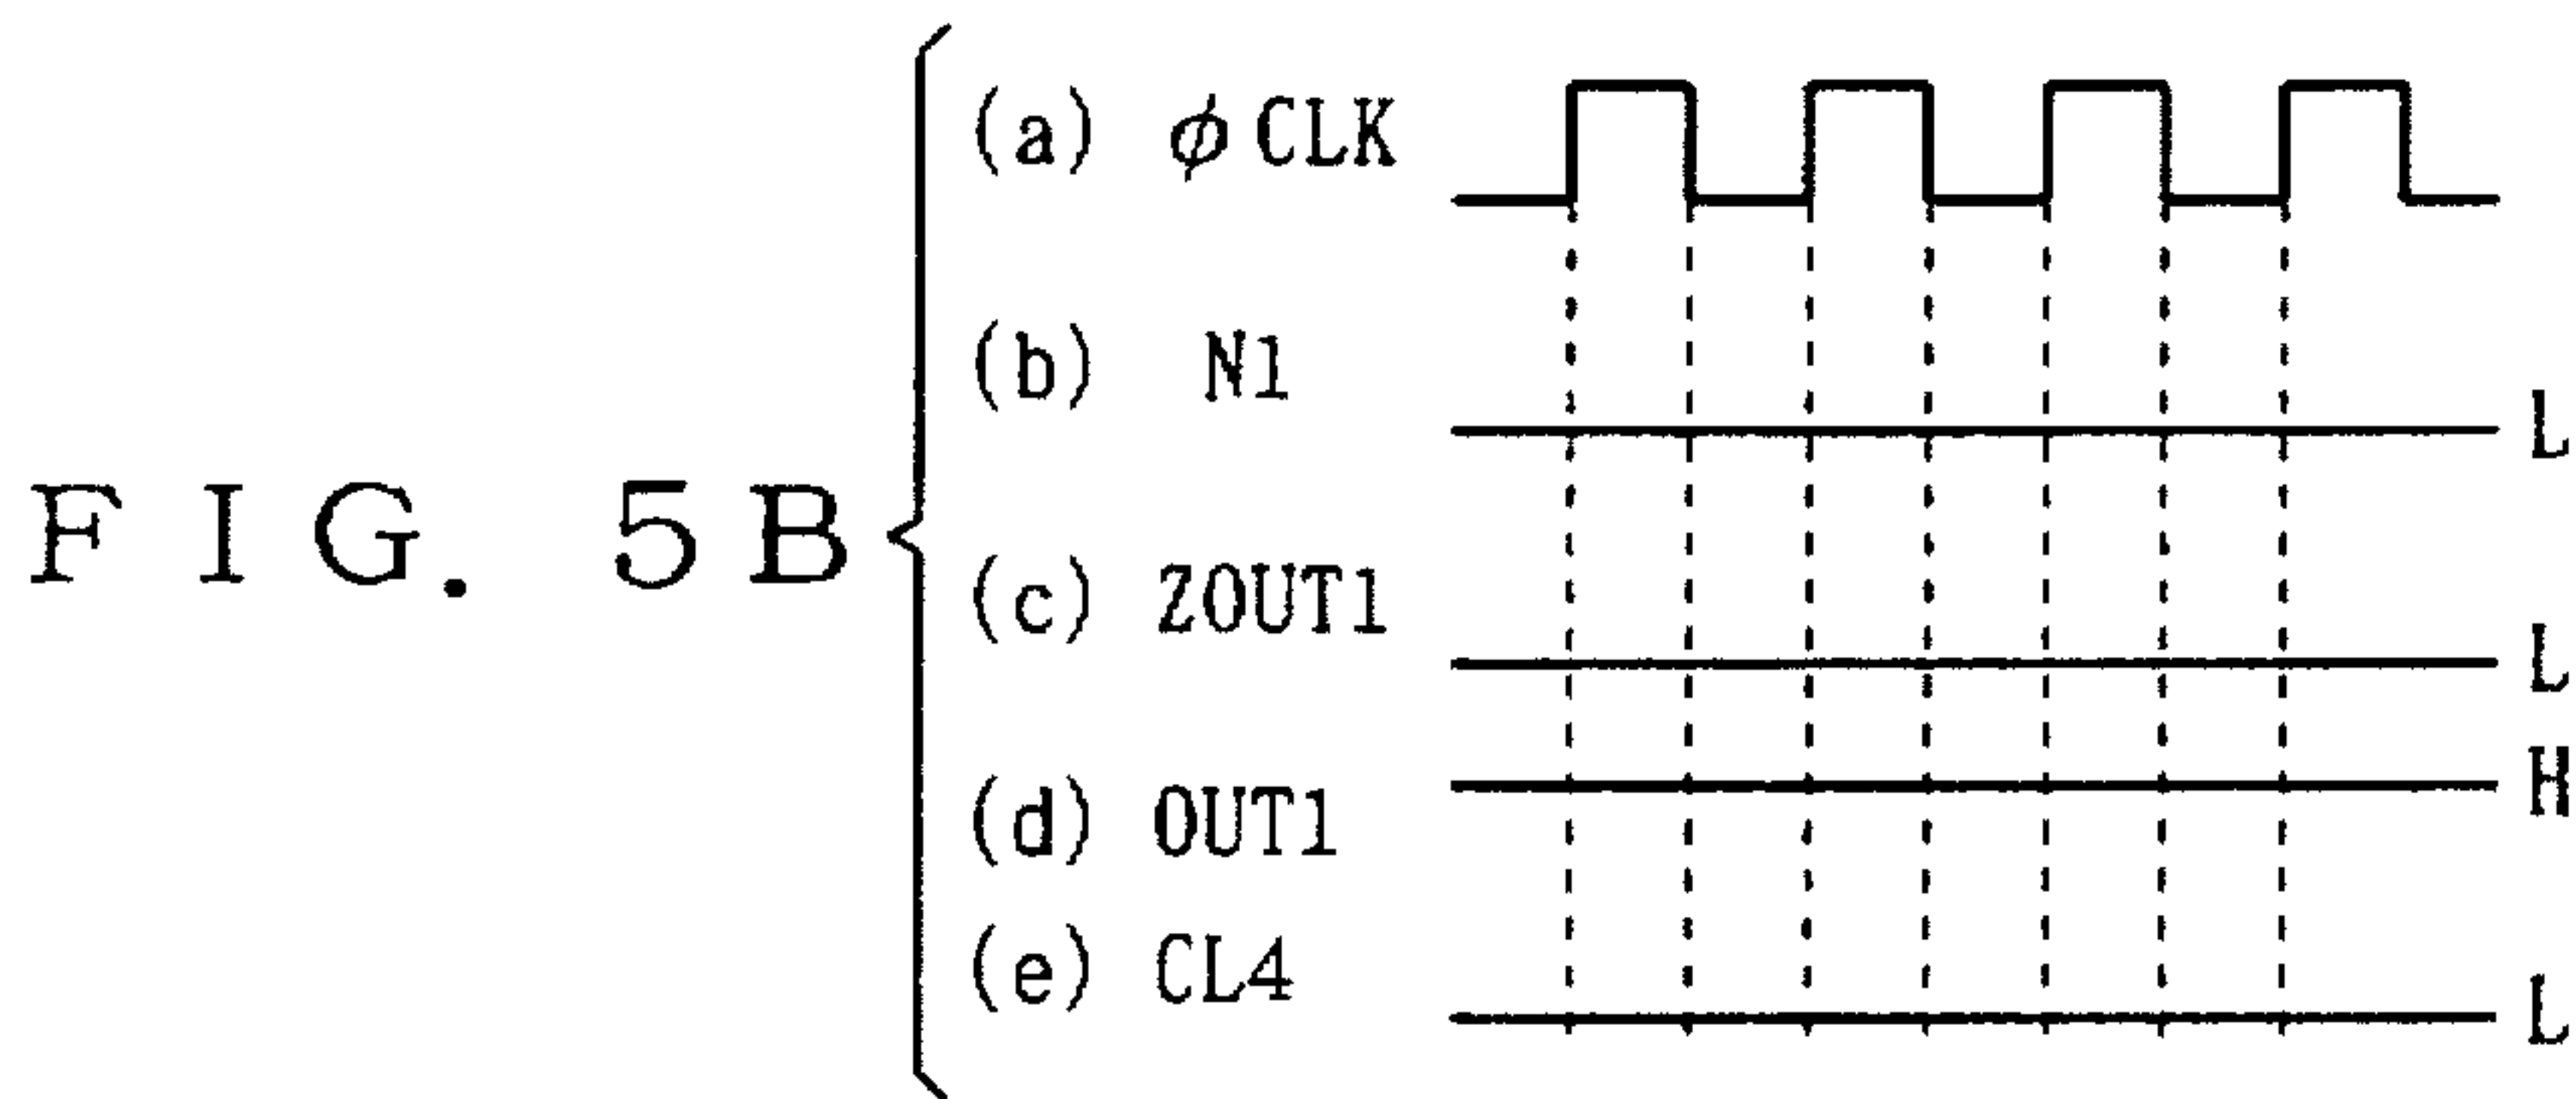 FIG. 5B
(a) φCLK
(b) N1 L
(c) ZOUT1 L
(d) OUT1 H
(e) CL4 L